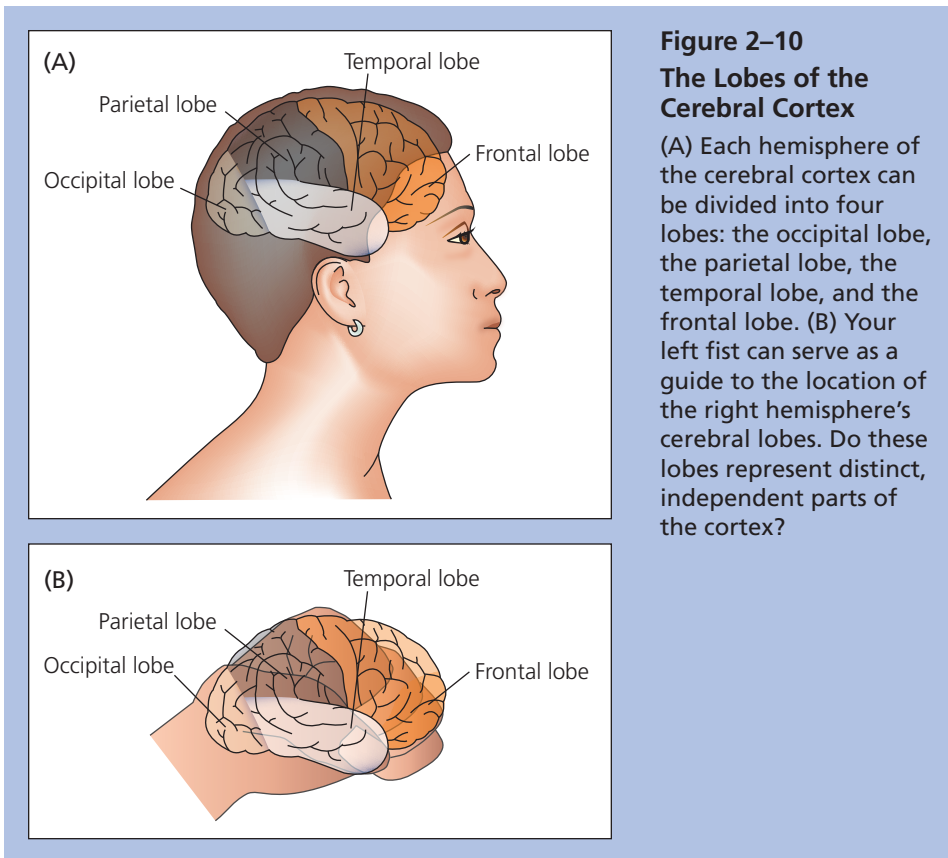 (A)
Temporal lobe
Parietal lobe
Frontal lobe
Occipital lobe
(B)
Temporal lobe
Parietal lobe
Occipital lobe
Frontal lobe
Figure 2–10
The Lobes of the
Cerebral Cortex
(A) Each hemisphere of
the cerebral cortex can
be divided into four
lobes: the occipital lobe,
the parietal lobe, the
temporal lobe, and the
frontal lobe. (B) Your
left fist can serve as a
guide to the location of
the right hemisphere’s
cerebral lobes. Do these
lobes represent distinct,
independent parts of
the cortex?